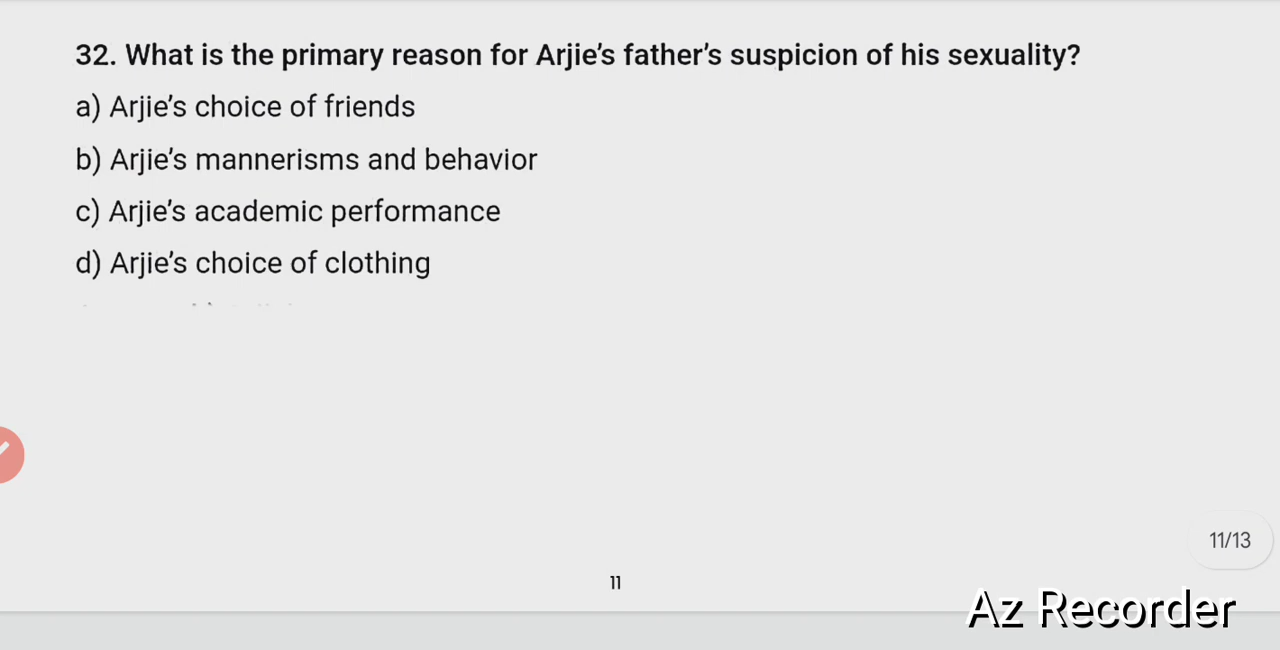 32. What is the primary reason for Arjie’s father’s suspicion of his sexuality?
a) Arjie’s choice of friends
b) Arjie’s mannerisms and behavior
c) Arjie’s academic performance
d) Arjie’s choice of clothing
11/13
11
Az Recorder